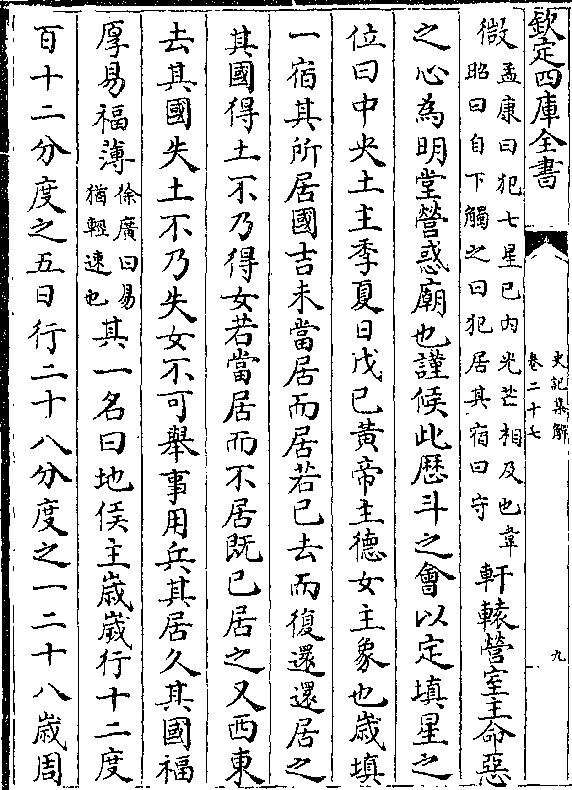 欽定四庫全書
史記集解
卷二十七
九
微孟康曰犯七星已内光芒相及也韋昭曰自下觸之曰犯居其宿曰守軒轅營室主命惡
之心為明堂營惑廟也謹候此歷斗之會以定填星之
位曰中央土主季夏日戊己黃帝主德女主象也歲填
一宿其所居國吉未當居而居若已去而復還還居之
其國得土不乃得女若當居而不居既已居之又西東
去其國失土不乃失女不可舉事用兵其居久其國福
厚易福薄徐廣曰易猶輕速也其一名曰地侯主歲歲行十二度
百十二分度之五日行二十八分度之一二十八歲周